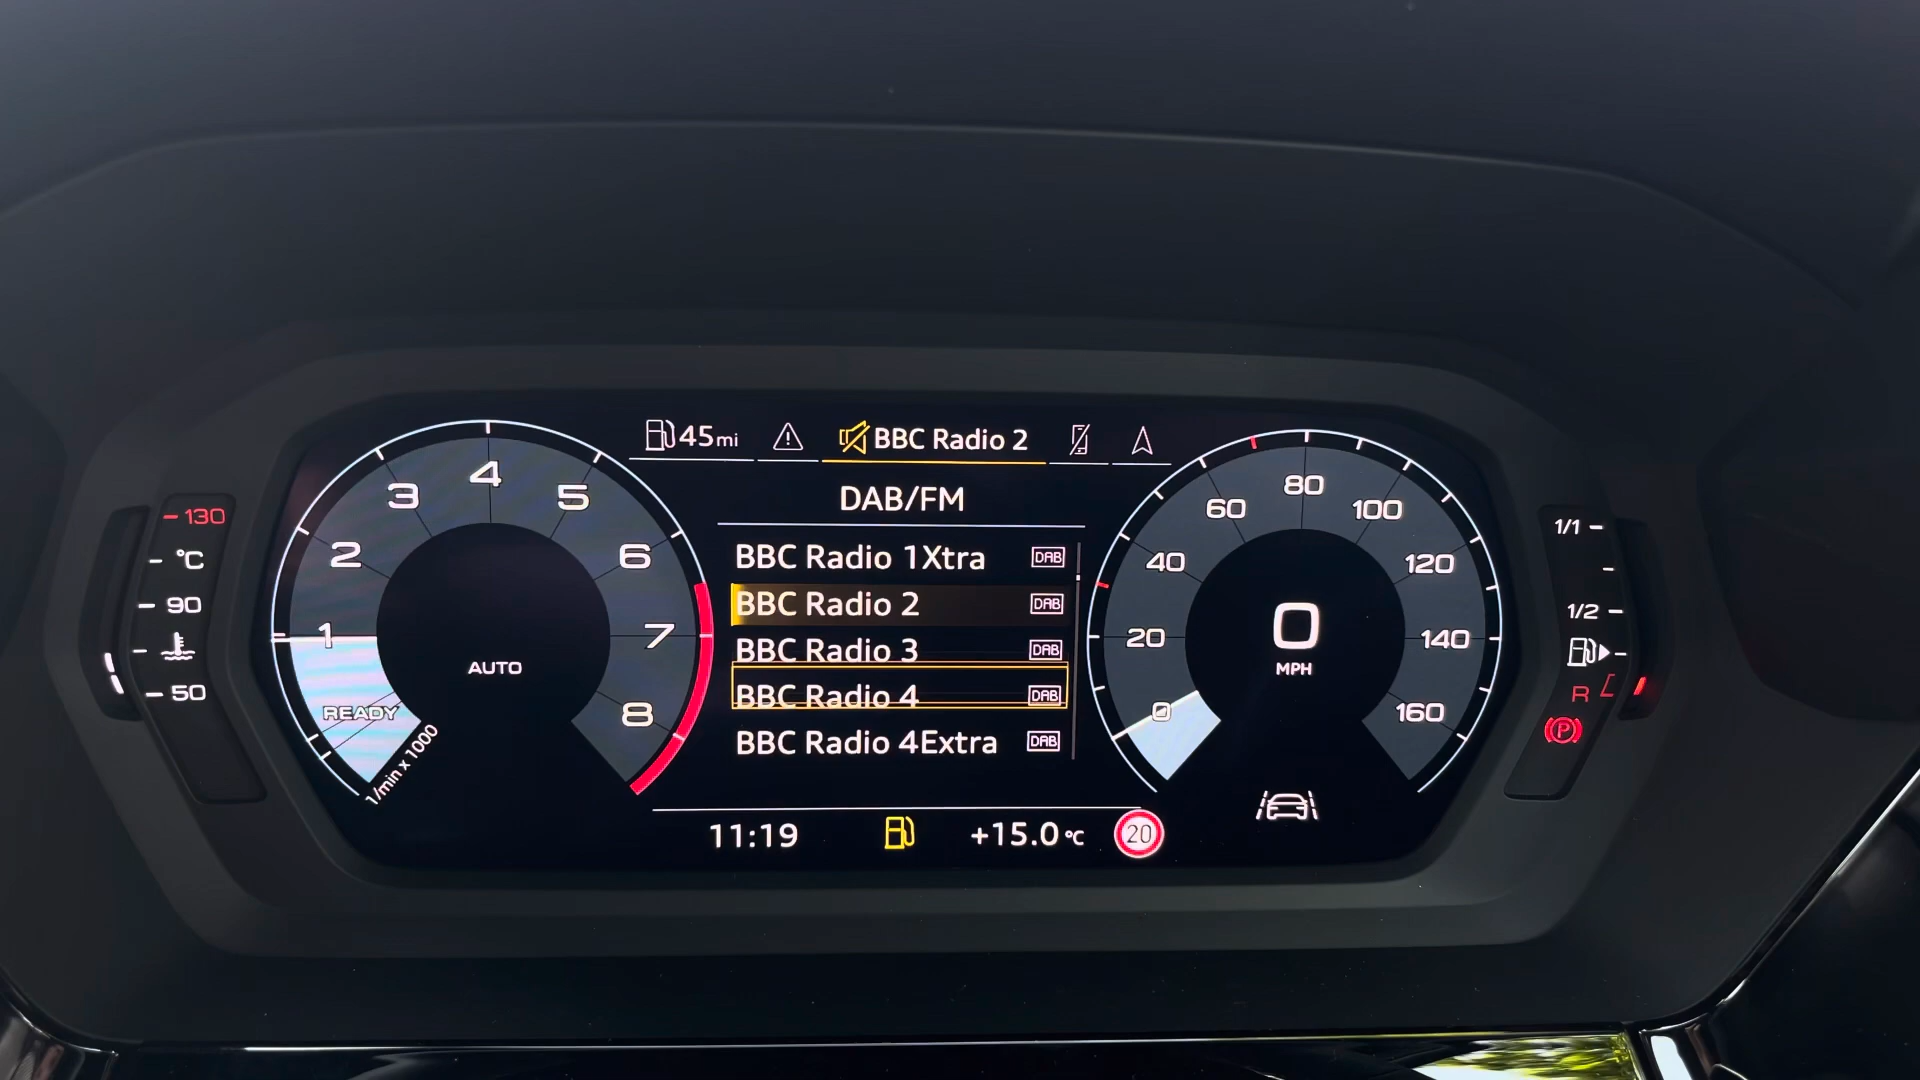 45mi
BBC Radio 2
DAB/FM
BBC Radio 1Xtra DAB
BBC Radio 2 DAB
BBC Radio 3 DAB
BBC Radio 4 DAB
BBC Radio 4Extra DAB
11:19
+15.0 °C
20
130
°C
90
50
1
2
3
4
5
6
7
8
READY
1/min x 1000
AUTO
0
20
40
60
80
100
120
140
160
0
MPH
1/1
1/2
R
P